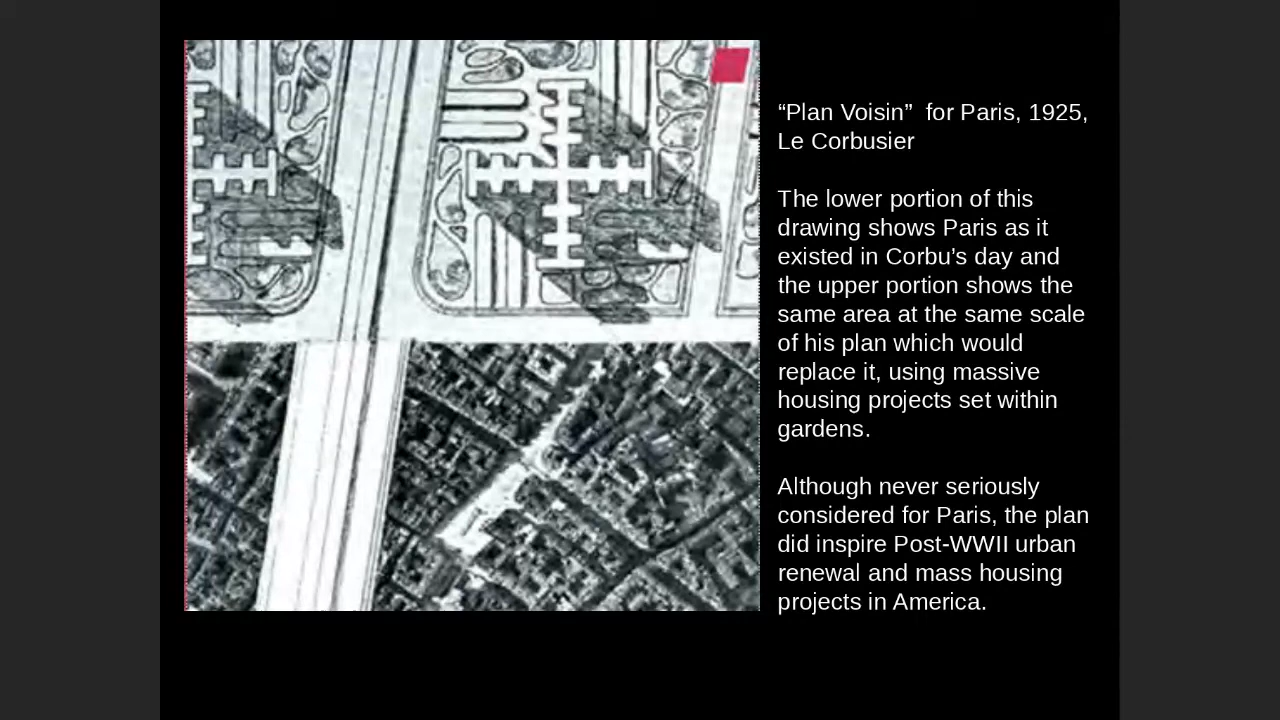 “Plan Voisin”  for Paris, 1925,
Le Corbusier
The lower portion of this
drawing shows Paris as it
existed in Corbu’s day and
the upper portion shows the
same area at the same scale
of his plan which would
replace it, using massive
housing projects set within
gardens.
Although never seriously
considered for Paris, the plan
did inspire Post-WWII urban
renewal and mass housing
projects in America.